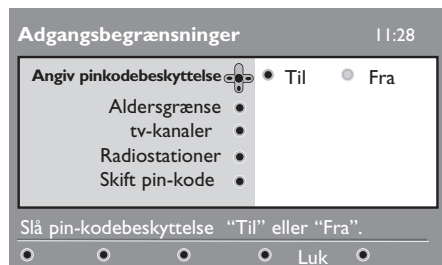 Adgangsbegrænsninger 11:28
Angiv pinkodebeskyttelse Til Fra
Aldersgrænse
tv-kanaler
Radiostationer
Skift pin-kode
Slå pin-kodebeskyttelse “Til” eller “Fra”.
Luk